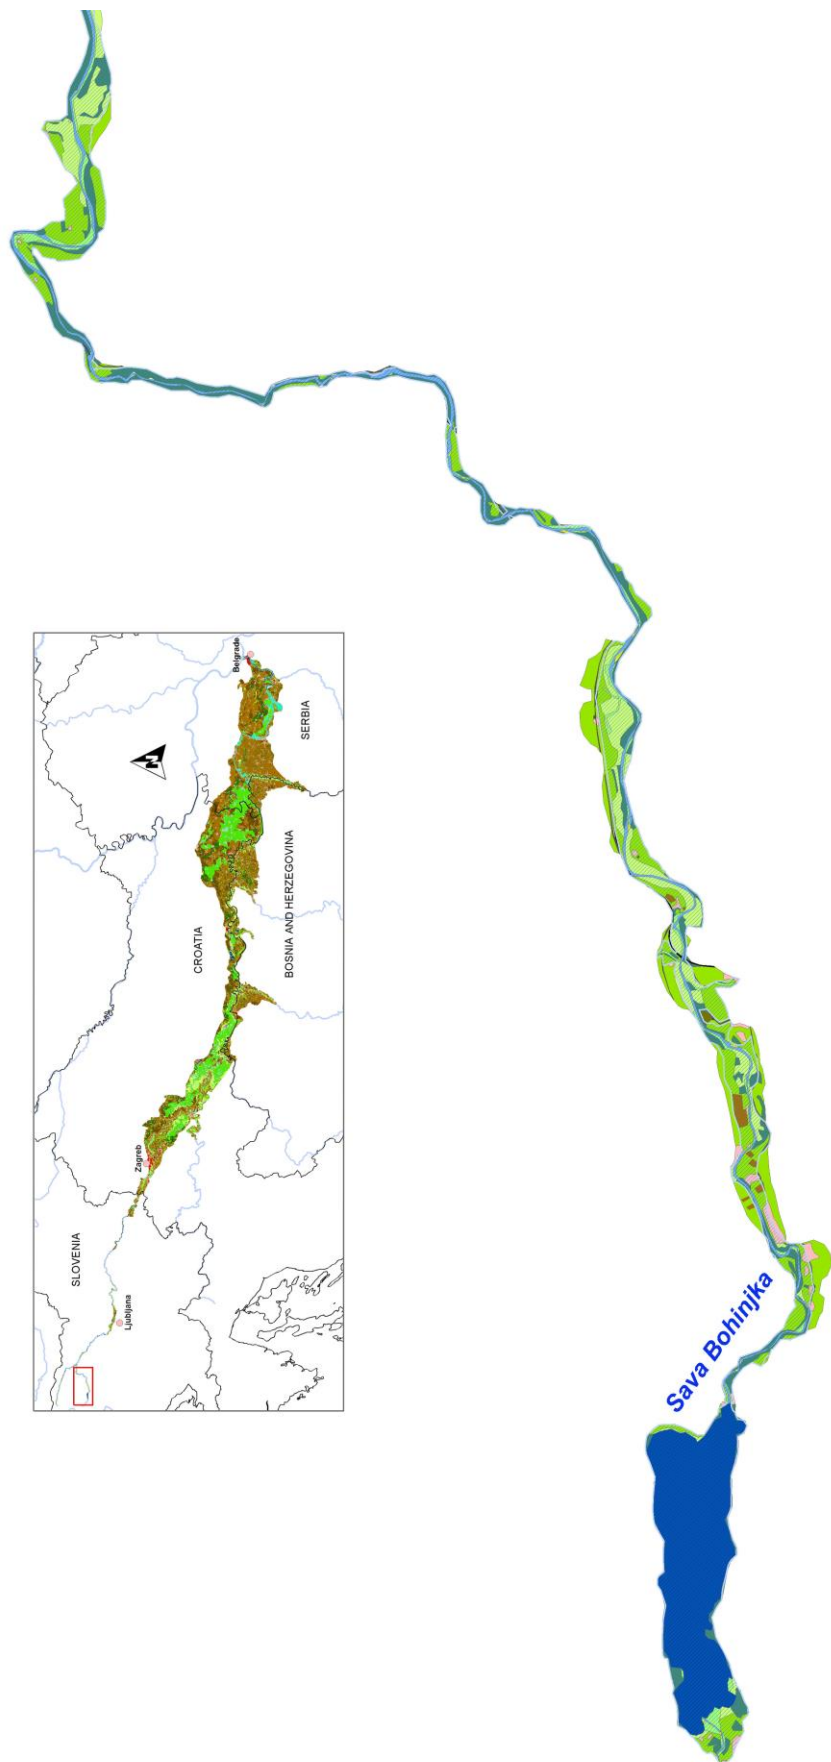 SLOVENIA
Ljubljana
Zagreb
CROATIA
BOSNIA AND HERZEGOVINA
SERBIA
Belgrade
N
Sava Bohinjka